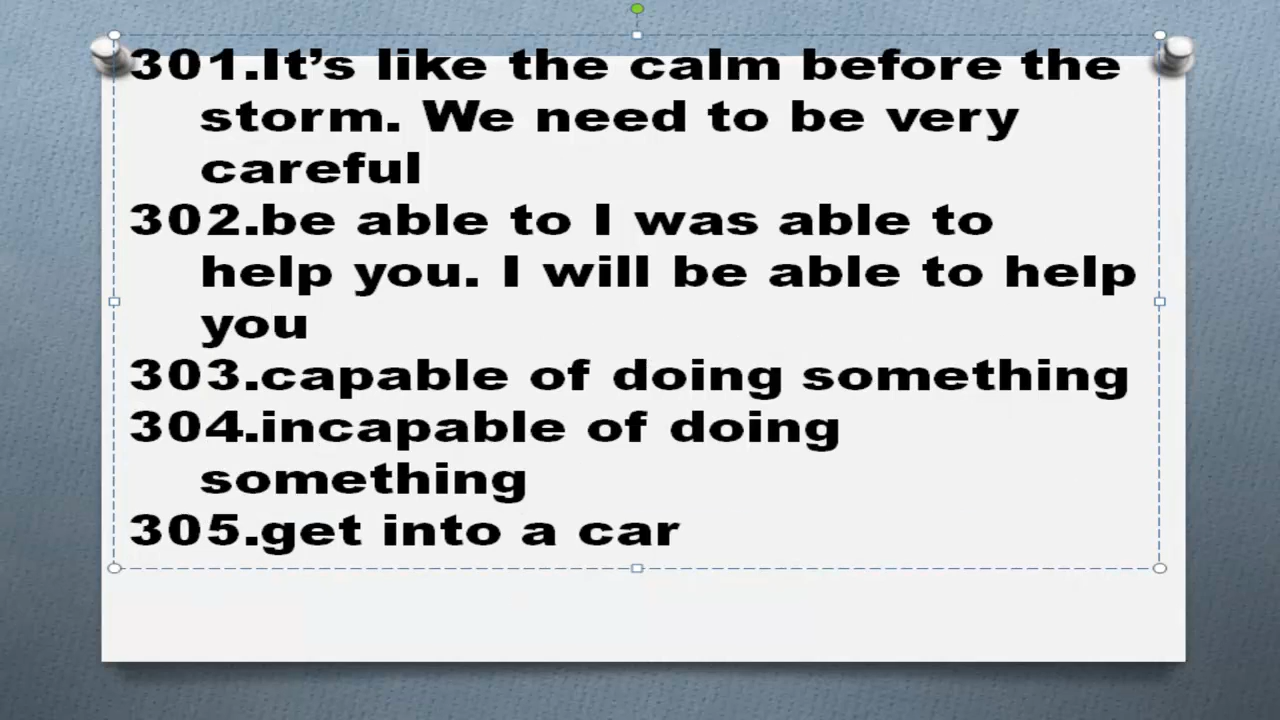 301.It’s like the calm before the
storm. We need to be very
careful
302.be able to I was able to
help you. I will be able to help
you
303.capable of doing something
304.incapable of doing
something
305.get into a car